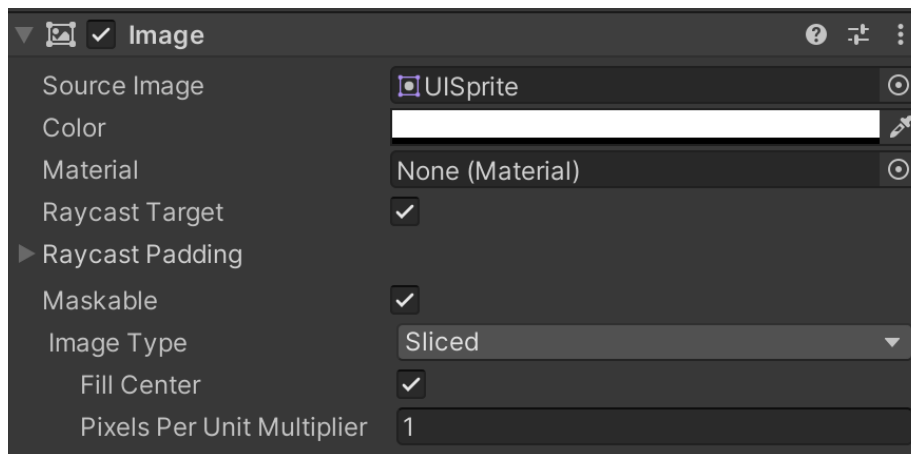 Image
Source Image UISprite
Color
Material None (Material)
Raycast Target
Raycast Padding
Maskable
Image Type Sliced
Fill Center
Pixels Per Unit Multiplier 1